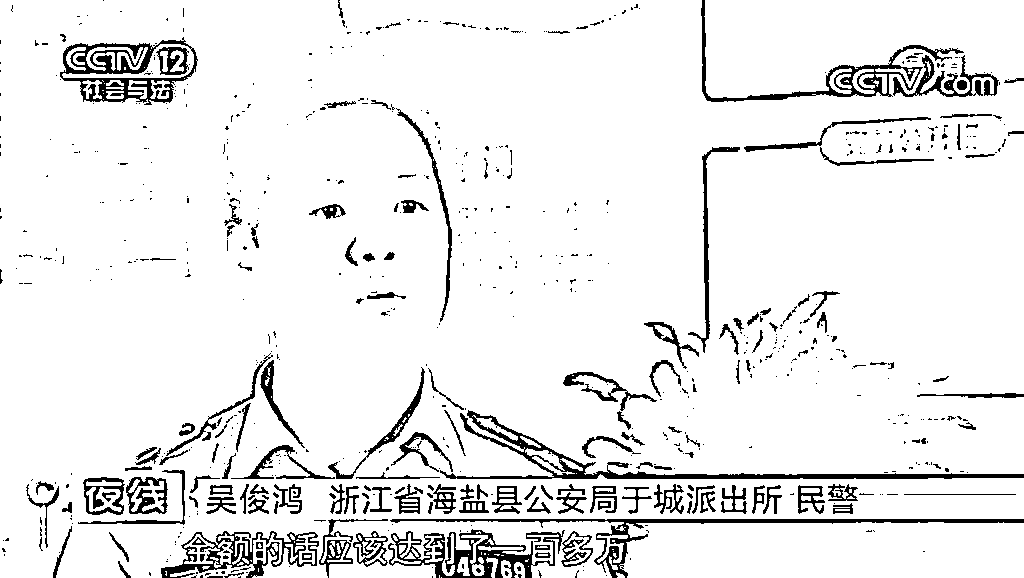 CCTV 12
社会与法
CCTV com
夜线
吴俊鸿 浙江省海盐县公安局于城派出所 民警
金额的话应该达到了一百多万
048769